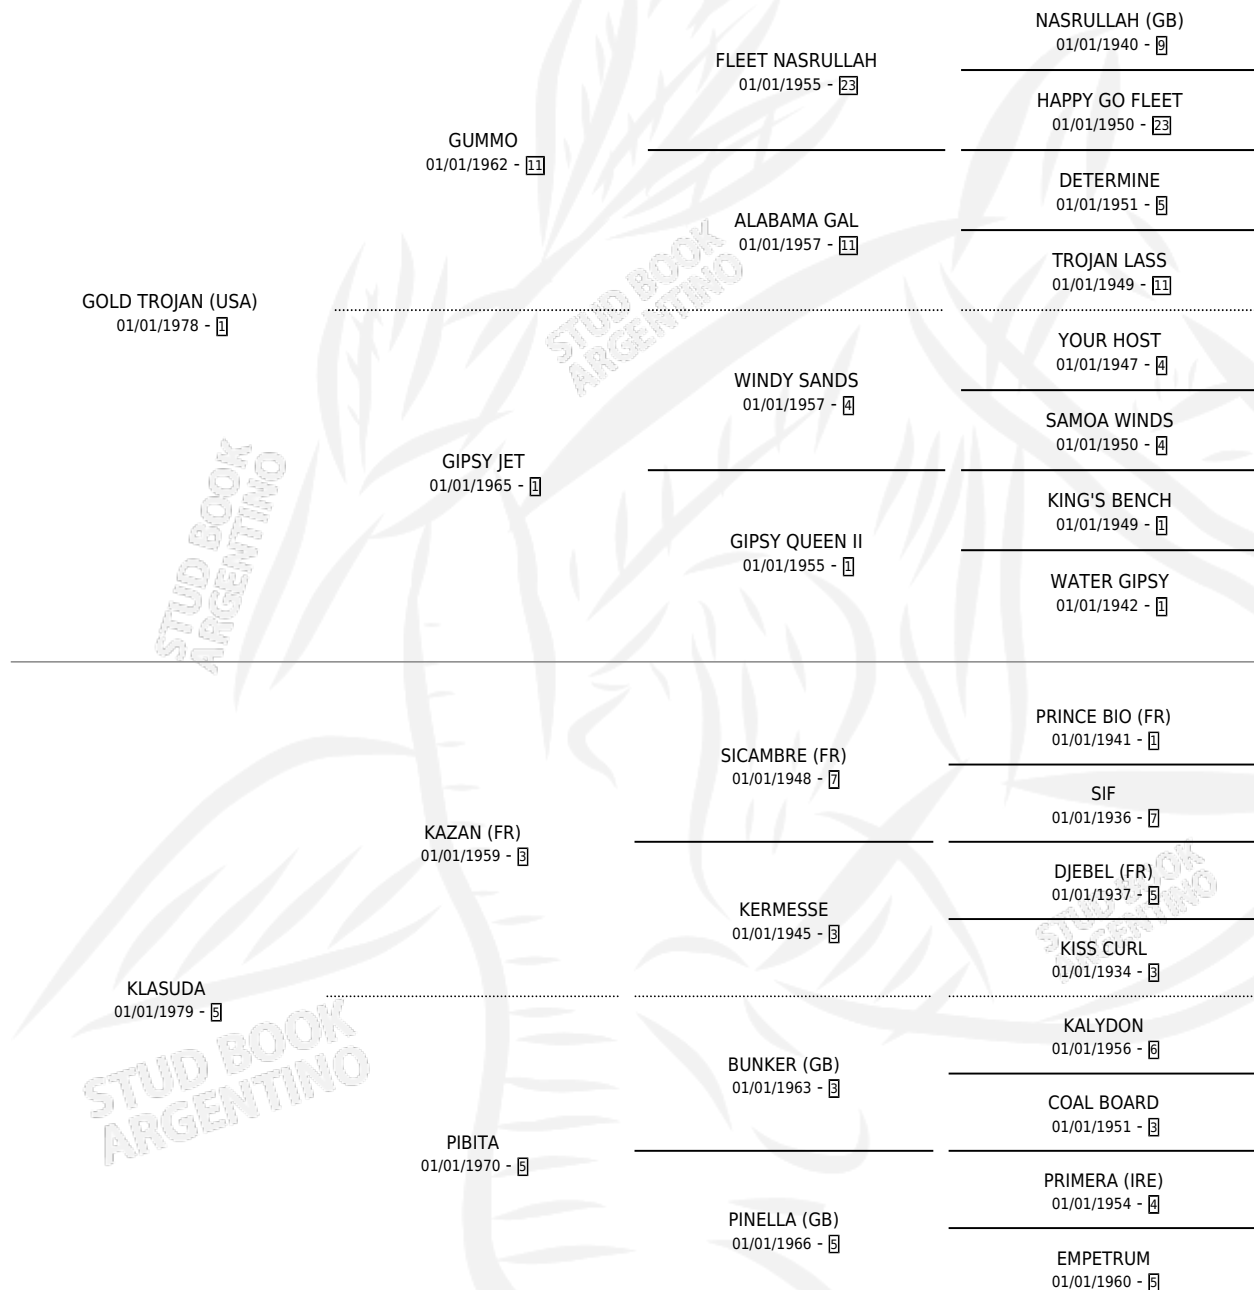 NASRULLAH (GB)
01/01/1940 - 9
FLEET NASRULLAH
01/01/1955 - 23
HAPPY GO FLEET
01/01/1950 - 23
GUMMO
01/01/1962 - 11
DETERMINE
01/01/1951 - 5
ALABAMA GAL
01/01/1957 - 11
TROJAN LASS
01/01/1949 - 11
GOLD TROJAN (USA)
01/01/1978 - 1
YOUR HOST
01/01/1947 - 4
WINDY SANDS
01/01/1957 - 4
SAMOA WINDS
01/01/1950 - 4
GIPSY JET
01/01/1965 - 1
KING'S BENCH
01/01/1949 - 1
GIPSY QUEEN II
01/01/1955 - 1
WATER GIPSY
01/01/1942 - 1
PRINCE BIO (FR)
01/01/1941 - 1
SICAMBRE (FR)
01/01/1948 - 7
SIF
01/01/1936 - 7
KAZAN (FR)
01/01/1959 - 3
DJEBEL (FR)
01/01/1937 - 5
KERMESSE
01/01/1945 - 3
KISS CURL
01/01/1934 - 3
KLASUDA
01/01/1979 - 5
KALYDON
01/01/1956 - 6
BUNKER (GB)
01/01/1963 - 3
COAL BOARD
01/01/1951 - 3
PIBITA
01/01/1970 - 5
PRIMERA (IRE)
01/01/1954 - 4
PINELLA (GB)
01/01/1966 - 5
EMPETRUM
01/01/1960 - 5
STUD BOOK
ARGENTINO
STUD BOOK
ARGENTINO
STUD BOOK
ARGENTINO
STUD BOOK
ARGENTINO